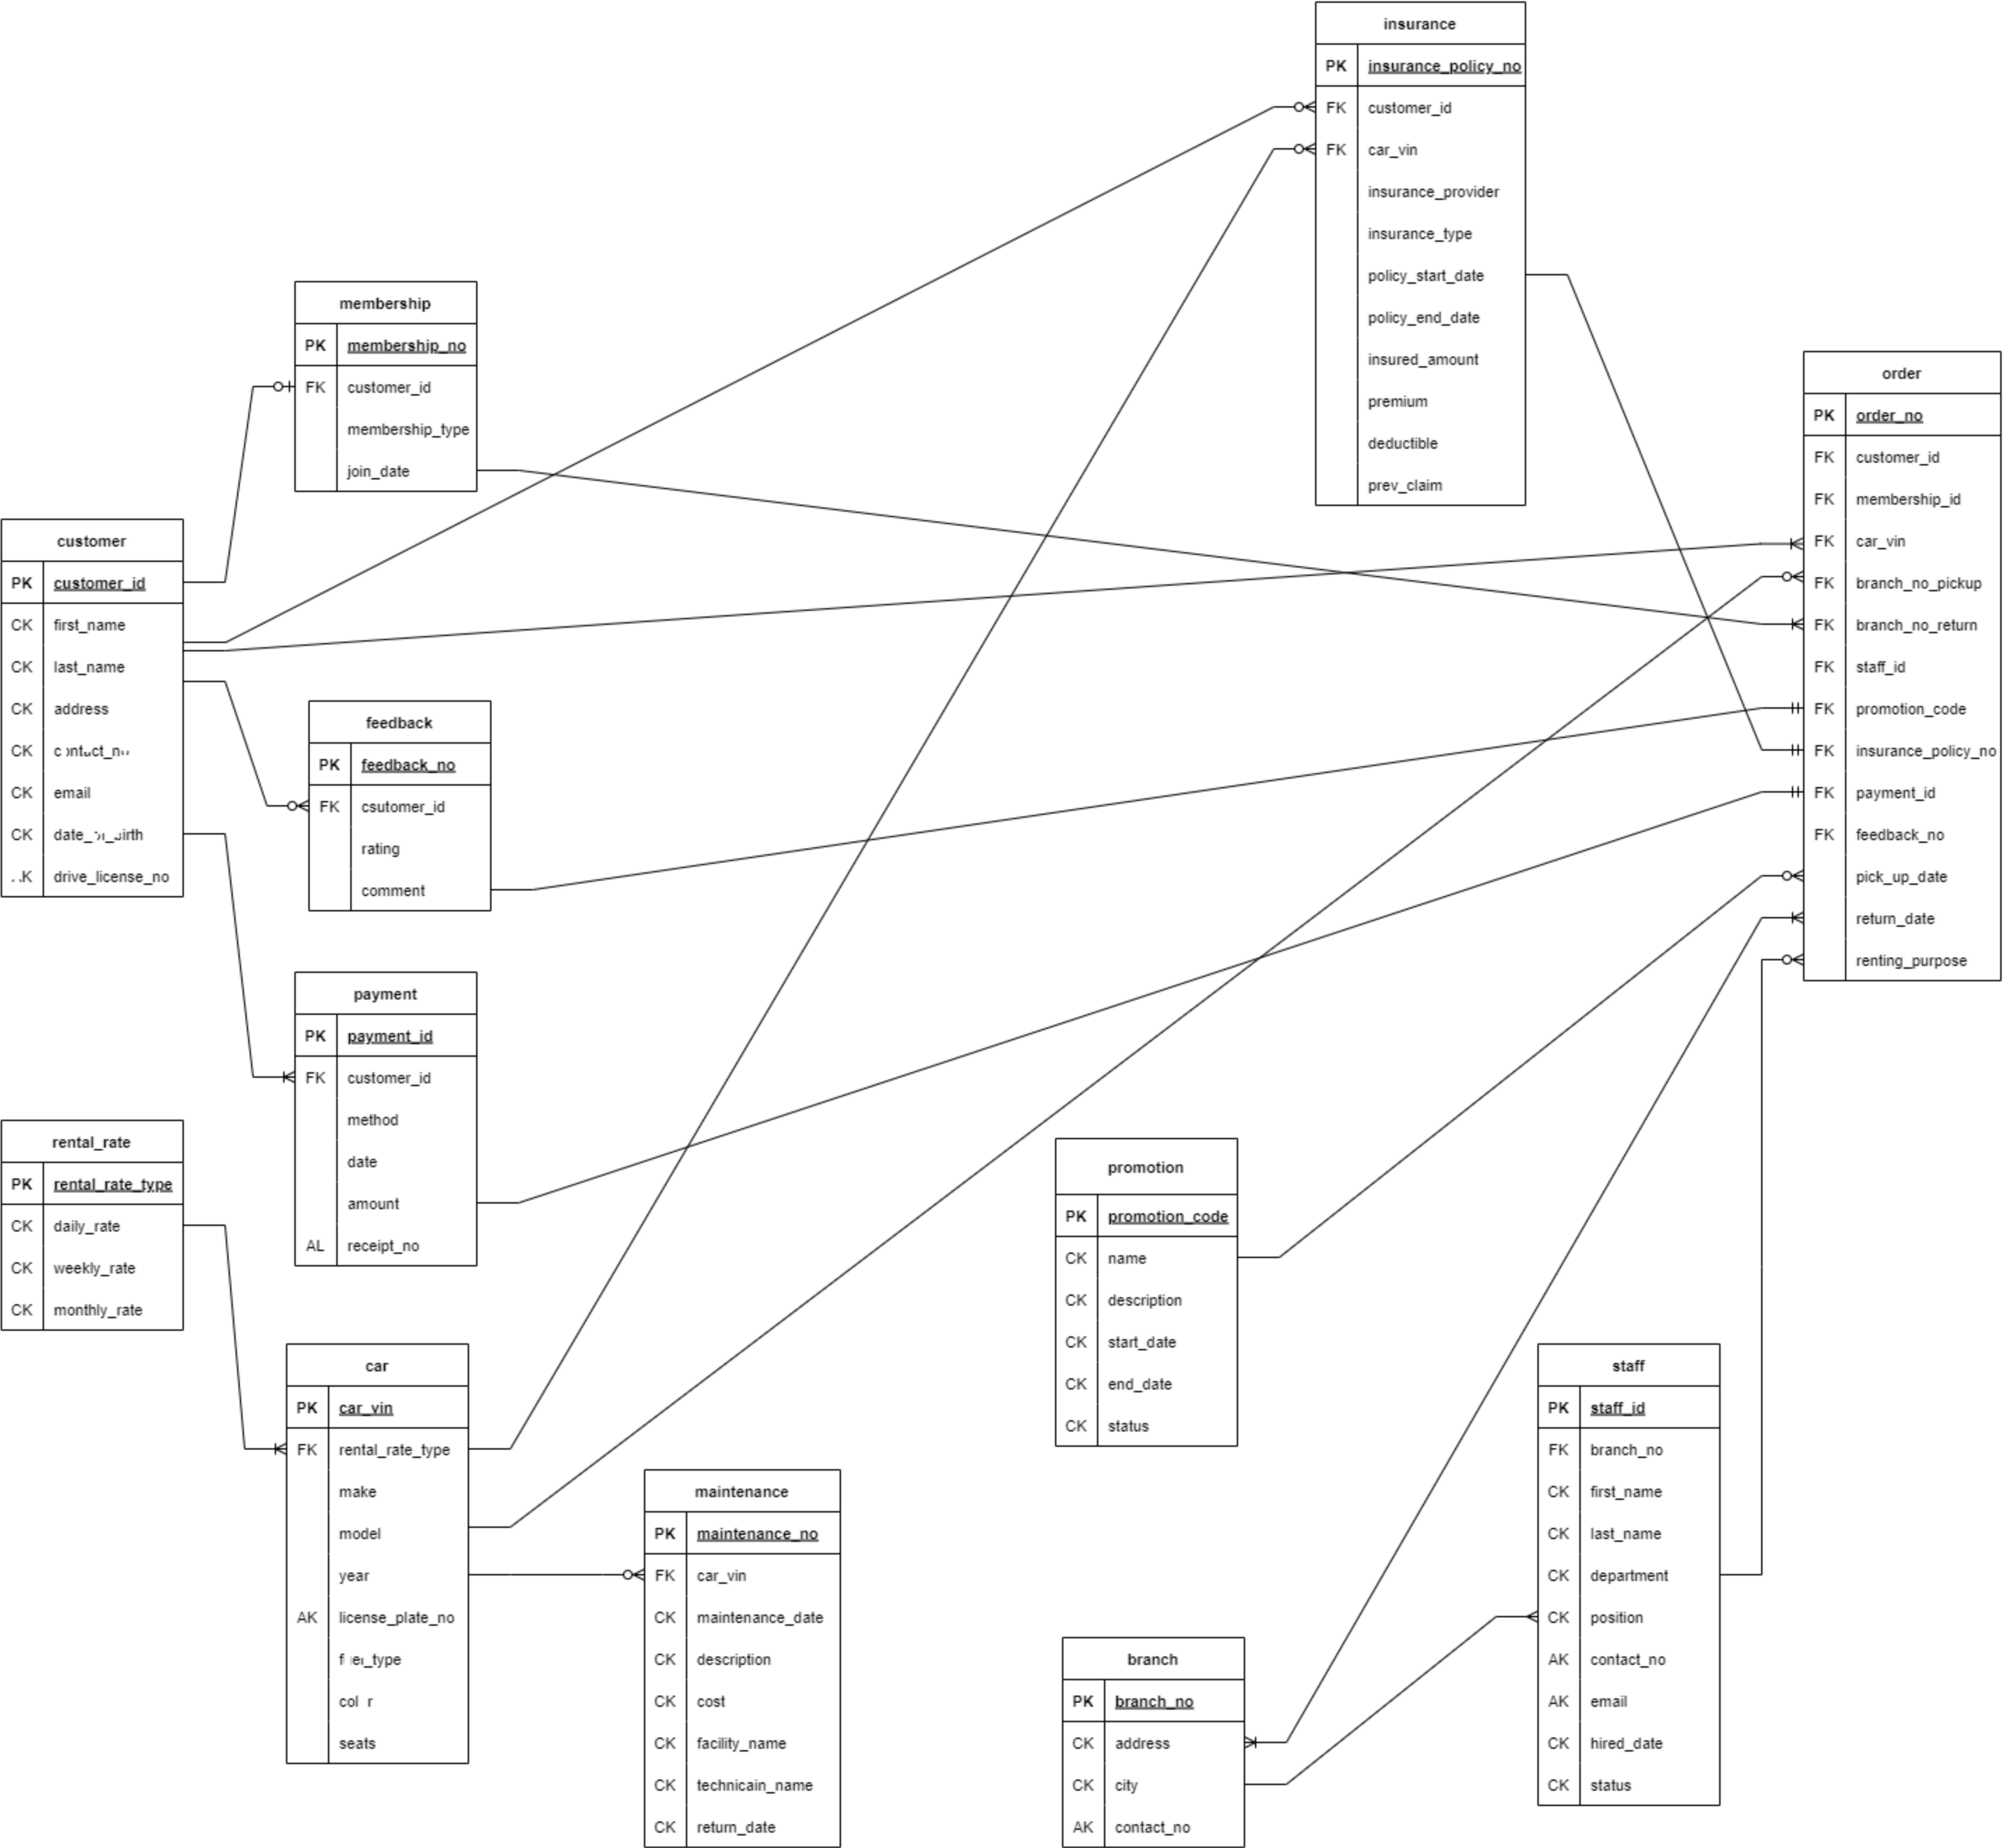 insurance
PK insurance_policy_no
FK customer_id
FK car_vin
insurance_provider
insurance_type
policy_start_date
policy_end_date
insured_amount
premium
deductible
prev_claim
membership
PK membership_no
FK customer_id
membership_type
join_date
order
PK order_no
FK customer_id
FK membership_id
FK car_vin
FK branch_no_pickup
FK branch_no_return
FK staff_id
FK promotion_code
FK insurance_policy_no
FK payment_id
FK feedback_no
pick_up_date
return_date
renting_purpose
customer
PK customer_id
CK first_name
CK last_name
CK address
CK
CK email
CK
drive_license_no
feedback
PK feedback_no
FK csutomer_id
rating
comment
payment
PK payment_id
FK customer_id
method
date
amount
AL receipt_no
rental_rate
PK rental_rate_type
CK daily_rate
CK weekly_rate
CK monthly_rate
promotion
PK promotion_code
CK name
CK description
CK start_date
CK end_date
CK status
car
PK car_vin
FK rental_rate_type
make
model
year
AK license_plate_no
seats
staff
PK staff_id
FK branch_no
CK first_name
CK last_name
CK department
CK position
AK contact_no
AK email
CK hired_date
CK status
maintenance
PK maintenance_no
FK car_vin
CK maintenance_date
CK description
CK cost
CK facility_name
CK technicain_name
CK return_date
branch
PK branch_no
CK address
CK city
AK contact_no